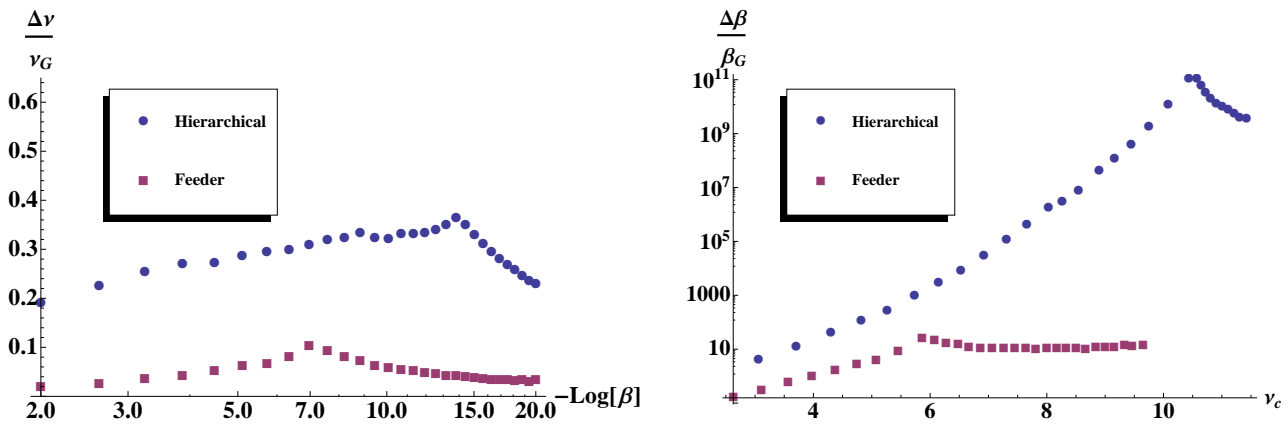 Δν
ν_G
0.6
0.5
0.4
0.3
0.2
0.1
Hierarchical
Feeder
2.0 3.0 5.0 7.0 10.0 15.0 20.0
-Log[β]
Δβ
β_G
10^11
10^9
10^7
10^5
1000
10
Hierarchical
Feeder
4 6 8 10
ν_c